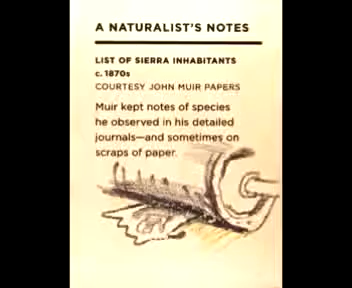 A NATURALIST'S NOTES
LIST OF SIERRA INHABITANTS
c. 1870s
COURTESY JOHN MUIR PAPERS
Muir kept notes of species
he observed in his detailed
journals—and sometimes on
scraps of paper.